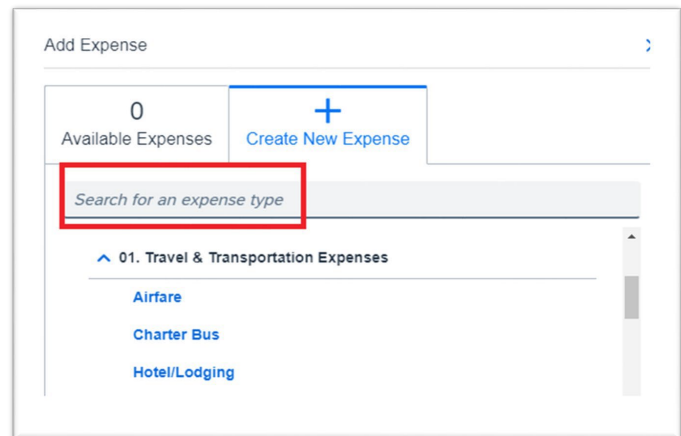 Add Expense
0
Available Expenses
+
Create New Expense
Search for an expense type
01. Travel & Transportation Expenses
Airfare
Charter Bus
Hotel/Lodging